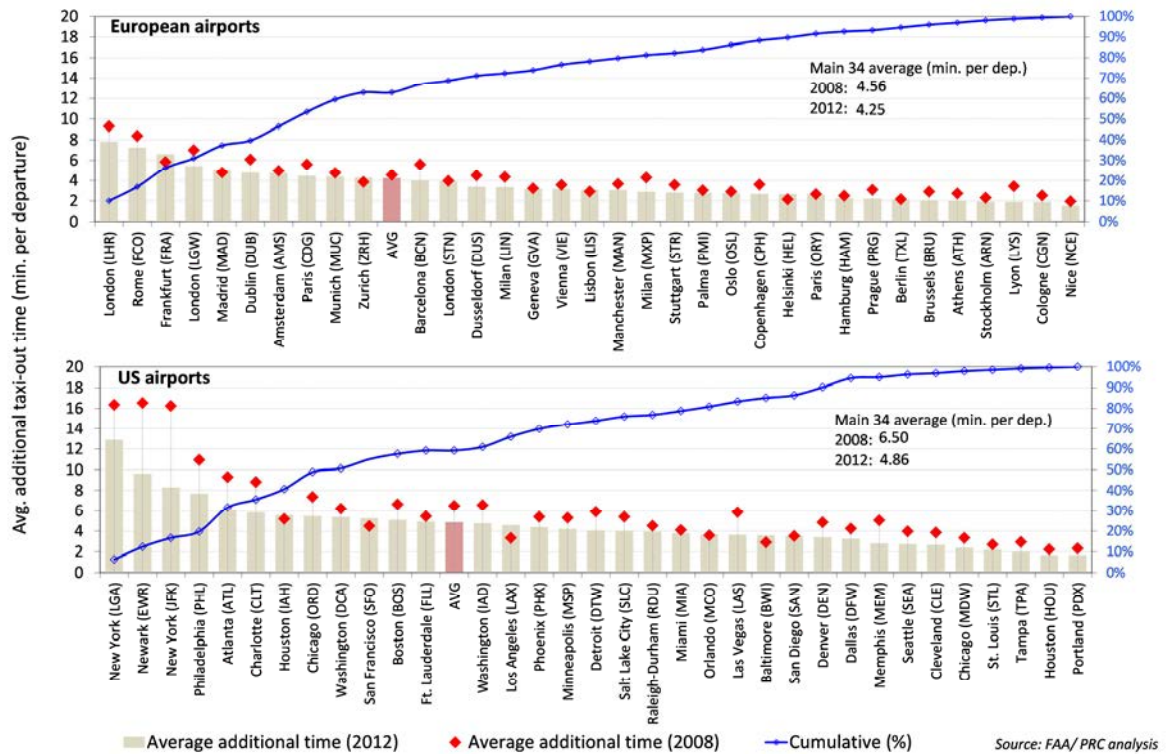 European airports
Main 34 average (min. per dep.)
2008: 4.56
2012: 4.25
20
18
16
14
12
10
8
6
4
2
0
100%
90%
80%
70%
60%
50%
40%
30%
20%
10%
0%
London (LHR)
Rome (FCO)
Frankfurt (FRA)
London (LGW)
Madrid (MAD)
Dublin (DUB)
Amsterdam (AMS)
Paris (CDG)
Munich (MUC)
Zurich (ZRH)
AVG
Barcelona (BCN)
London (STN)
Dusseldorf (DUS)
Milan (LIN)
Geneva (GVA)
Vienna (VIE)
Lisbon (LIS)
Manchester (MAN)
Milan (MXP)
Stuttgart (STR)
Palma (PMI)
Oslo (OSL)
Copenhagen (CPH)
Helsinki (HEL)
Paris (ORY)
Hamburg (HAM)
Prague (PRG)
Berlin (TXL)
Brussels (BRU)
Athens (ATH)
Stockholm (ARN)
Lyon (LYS)
Cologne (CGN)
Nice (NCE)
Avg. additional taxi-out time (min. per departure)
US airports
Main 34 average (min. per dep.)
2008: 6.50
2012: 4.86
20
18
16
14
12
10
8
6
4
2
0
100%
90%
80%
70%
60%
50%
40%
30%
20%
10%
0%
New York (LGA)
Newark (EWR)
New York (JFK)
Philadelphia (PHL)
Atlanta (ATL)
Charlotte (CLT)
Houston (IAH)
Chicago (ORD)
Washington (DCA)
San Francisco (SFO)
Boston (BOS)
Ft. Lauderdale (FLL)
AVG
Washington (IAD)
Los Angeles (LAX)
Phoenix (PHX)
Minneapolis (MSP)
Detroit (DTW)
Salt Lake City (SLC)
Raleigh-Durham (RDU)
Miami (MIA)
Orlando (MCO)
Las Vegas (LAS)
Baltimore (BWI)
San Diego (SAN)
Denver (DEN)
Dallas (DFW)
Memphis (MEM)
Seattle (SEA)
Cleveland (CLE)
Chicago (MDW)
St. Louis (STL)
Tampa (TPA)
Houston (HOU)
Portland (PDX)
Average additional time (2012)
Average additional time (2008)
Cumulative (%)
Source: FAA/ PRC analysis